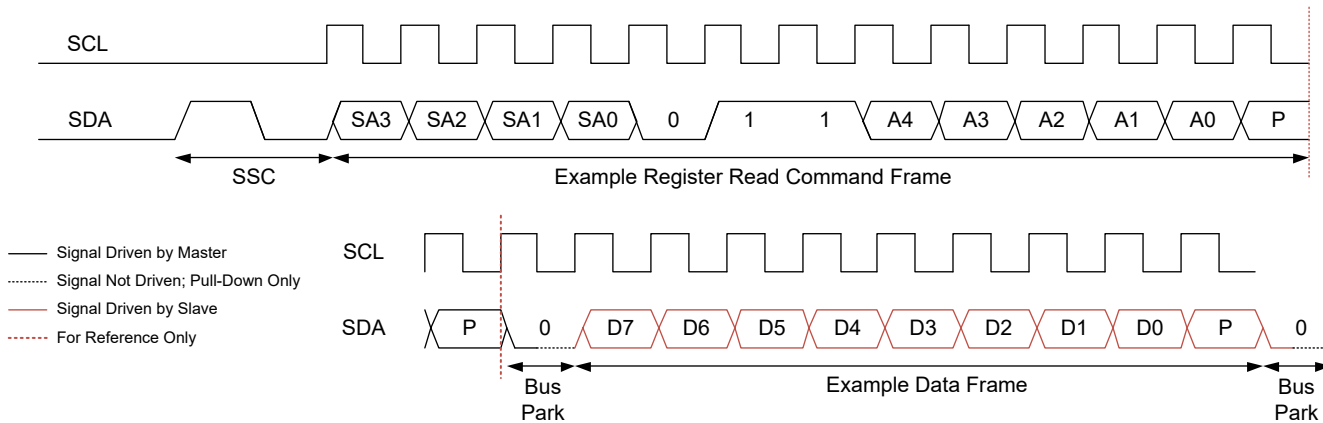 SCL
SDA SA3 SA2 SA1 SA0 0 1 1 A4 A3 A2 A1 A0 P
SSC Example Register Read Command Frame
Signal Driven by Master
Signal Not Driven; Pull-Down Only
Signal Driven by Slave
For Reference Only
SCL
SDA P 0 D7 D6 D5 D4 D3 D2 D1 D0 P 0
Bus Park Example Data Frame Bus Park